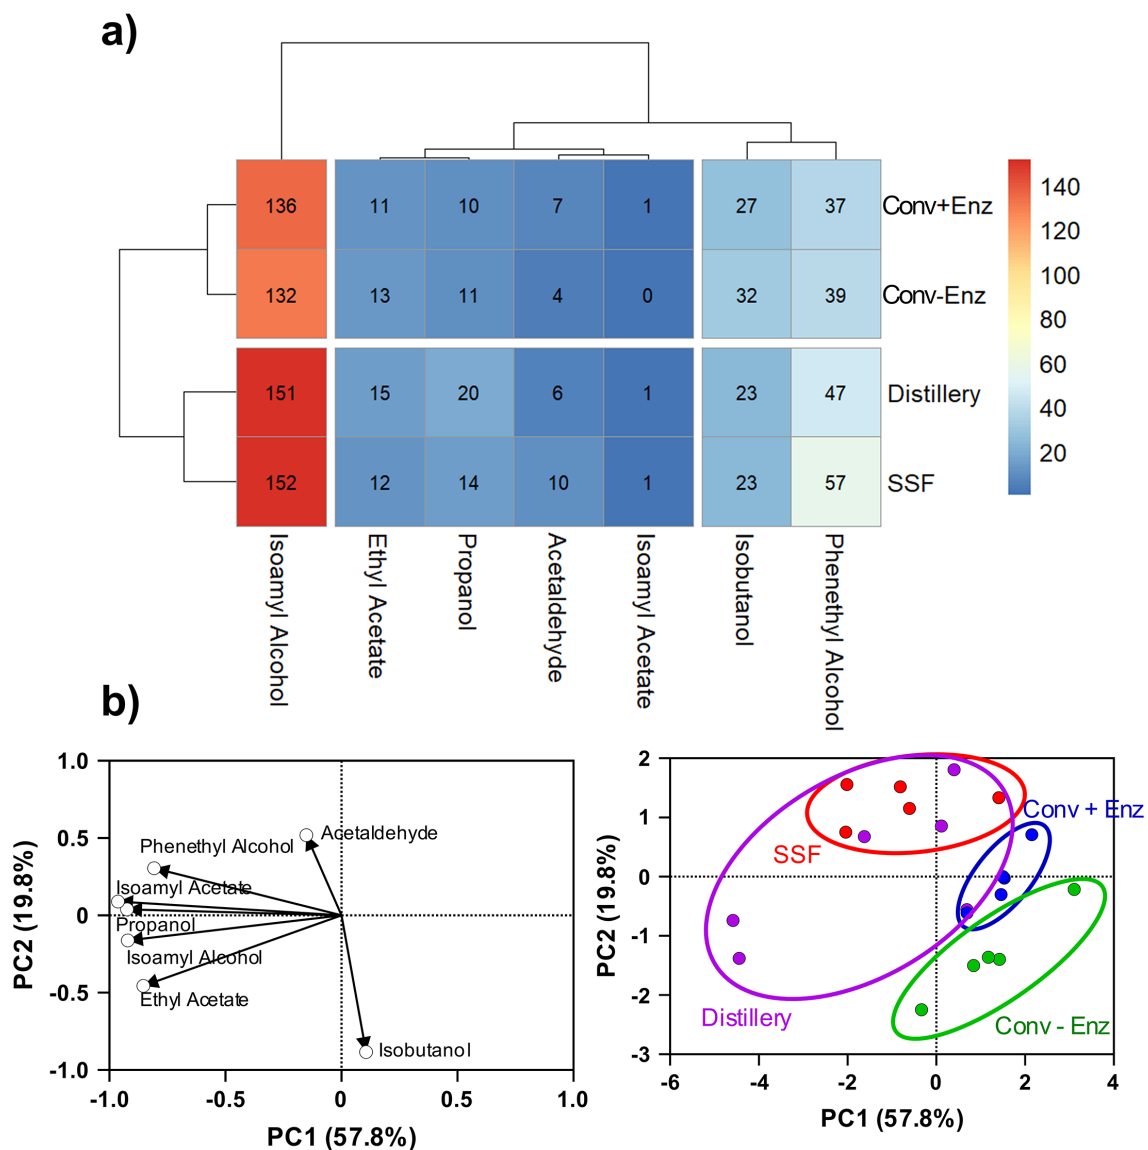 a)
136 11 10 7 1 27 37 Conv+Enz
132 13 11 4 0 32 39 Conv-Enz
151 15 20 6 1 23 47 Distillery
152 12 14 10 1 23 57 SSF
140
120
100
80
60
40
20
Isoamyl Alcohol
Ethyl Acetate
Propanol
Acetaldehyde
Isoamyl Acetate
Isobutanol
Phenethyl Alcohol
b)
PC2 (19.8%)
1.0
0.5
0
-0.5
-1.0
Acetaldehyde
Phenethyl Alcohol
Isoamyl Acetate
Propanol
Isoamyl Alcohol
Ethyl Acetate
Isobutanol
-1.0 -0.5 0 0.5 1.0
PC1 (57.8%)
PC2 (19.8%)
2
1
0
-1
-2
-3
Conv + Enz
SSF
Distillery
Conv - Enz
-6 -4 -2 0 2 4
PC1 (57.8%)